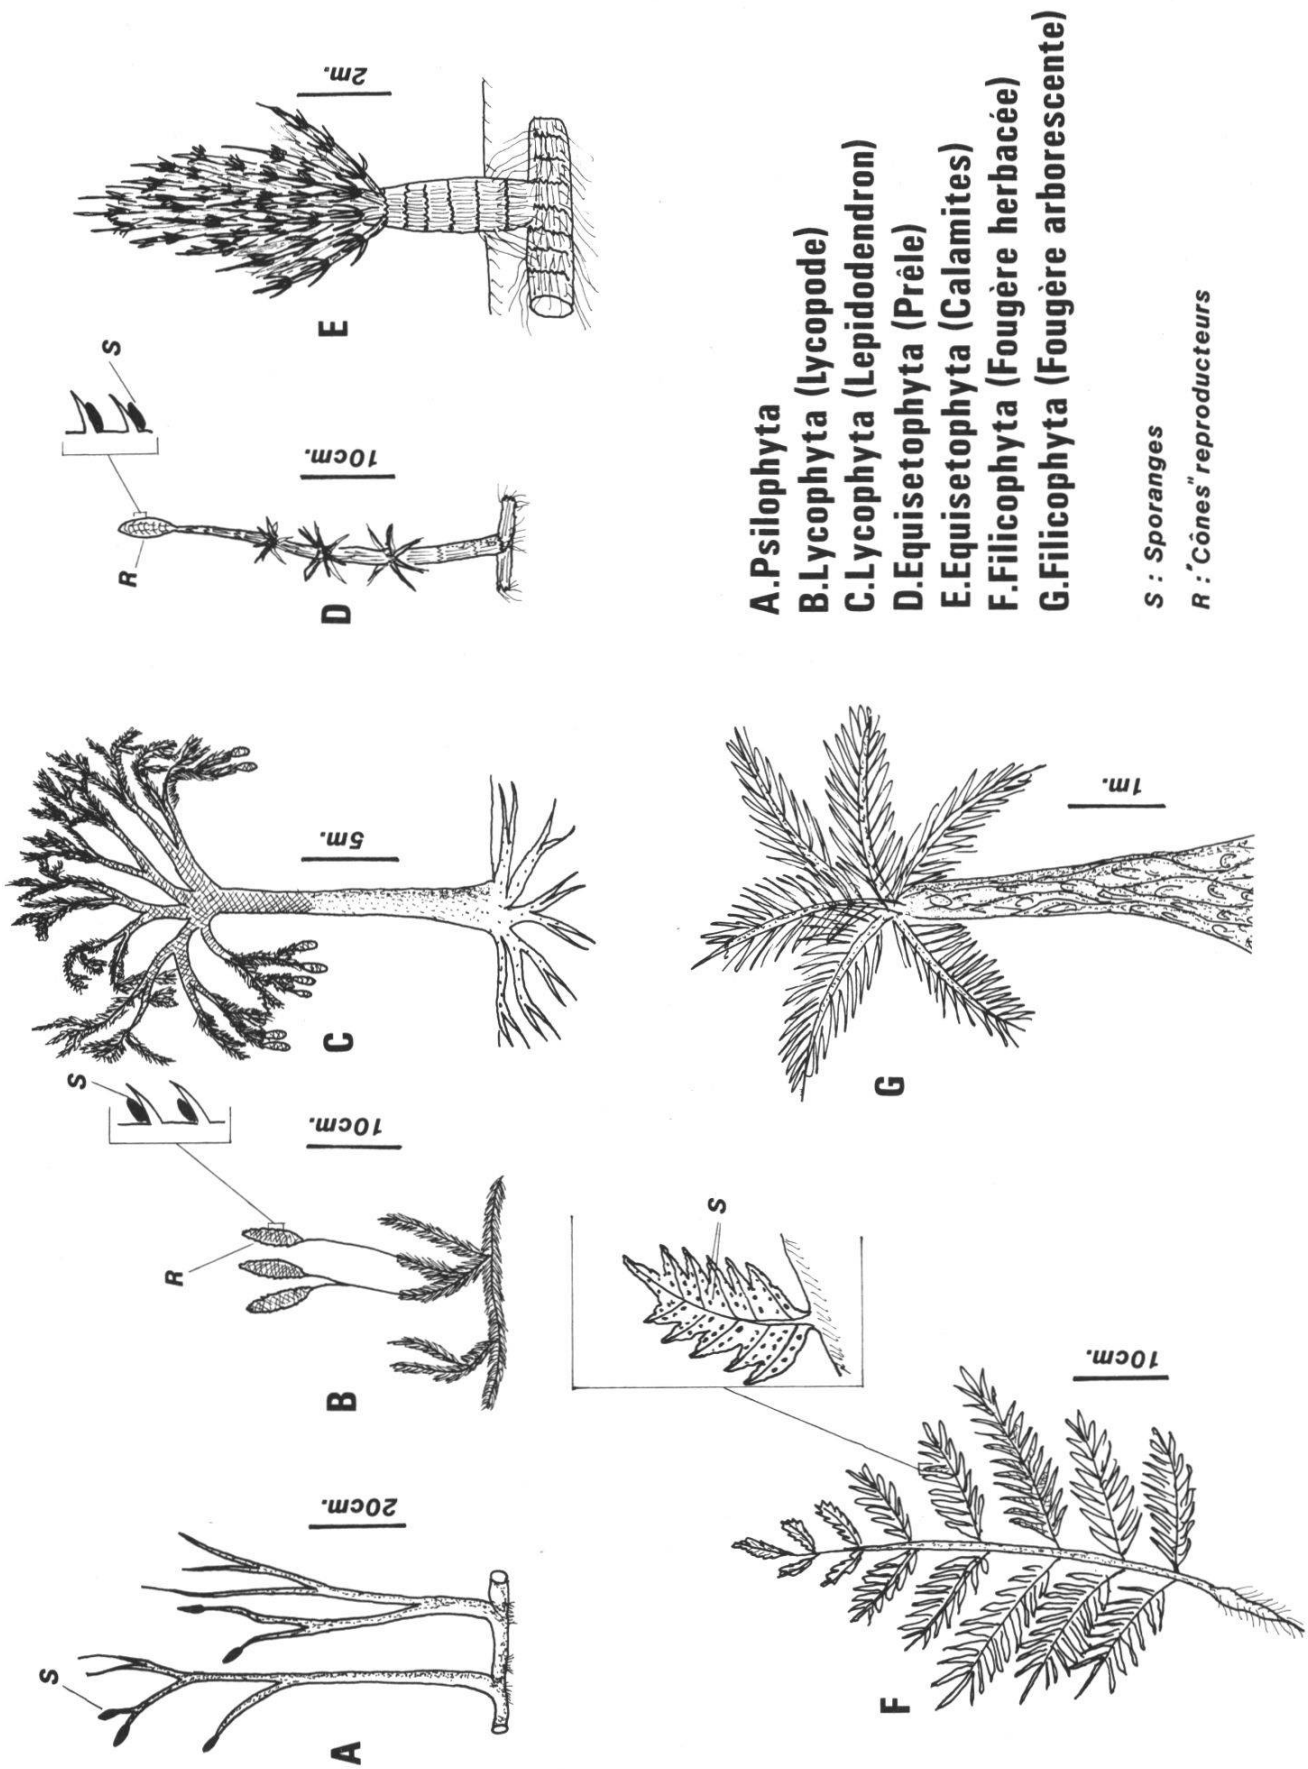 S
A
20cm.
R
S
B
10cm.
S
C
5m.
R
S
D
10cm.
E
2m.
F
10cm.
S
G
1m.
A.Psilophyta
B.Lycophyta (Lycopode)
C.Lycophyta (Lepidodendron)
D.Equisetophyta (Prêle)
E.Equisetophyta (Calamites)
F.Filicophyta (Fougère herbacée)
G.Filicophyta (Fougère arborescente)
S : Sporanges
R : "Cônes" reproducteurs